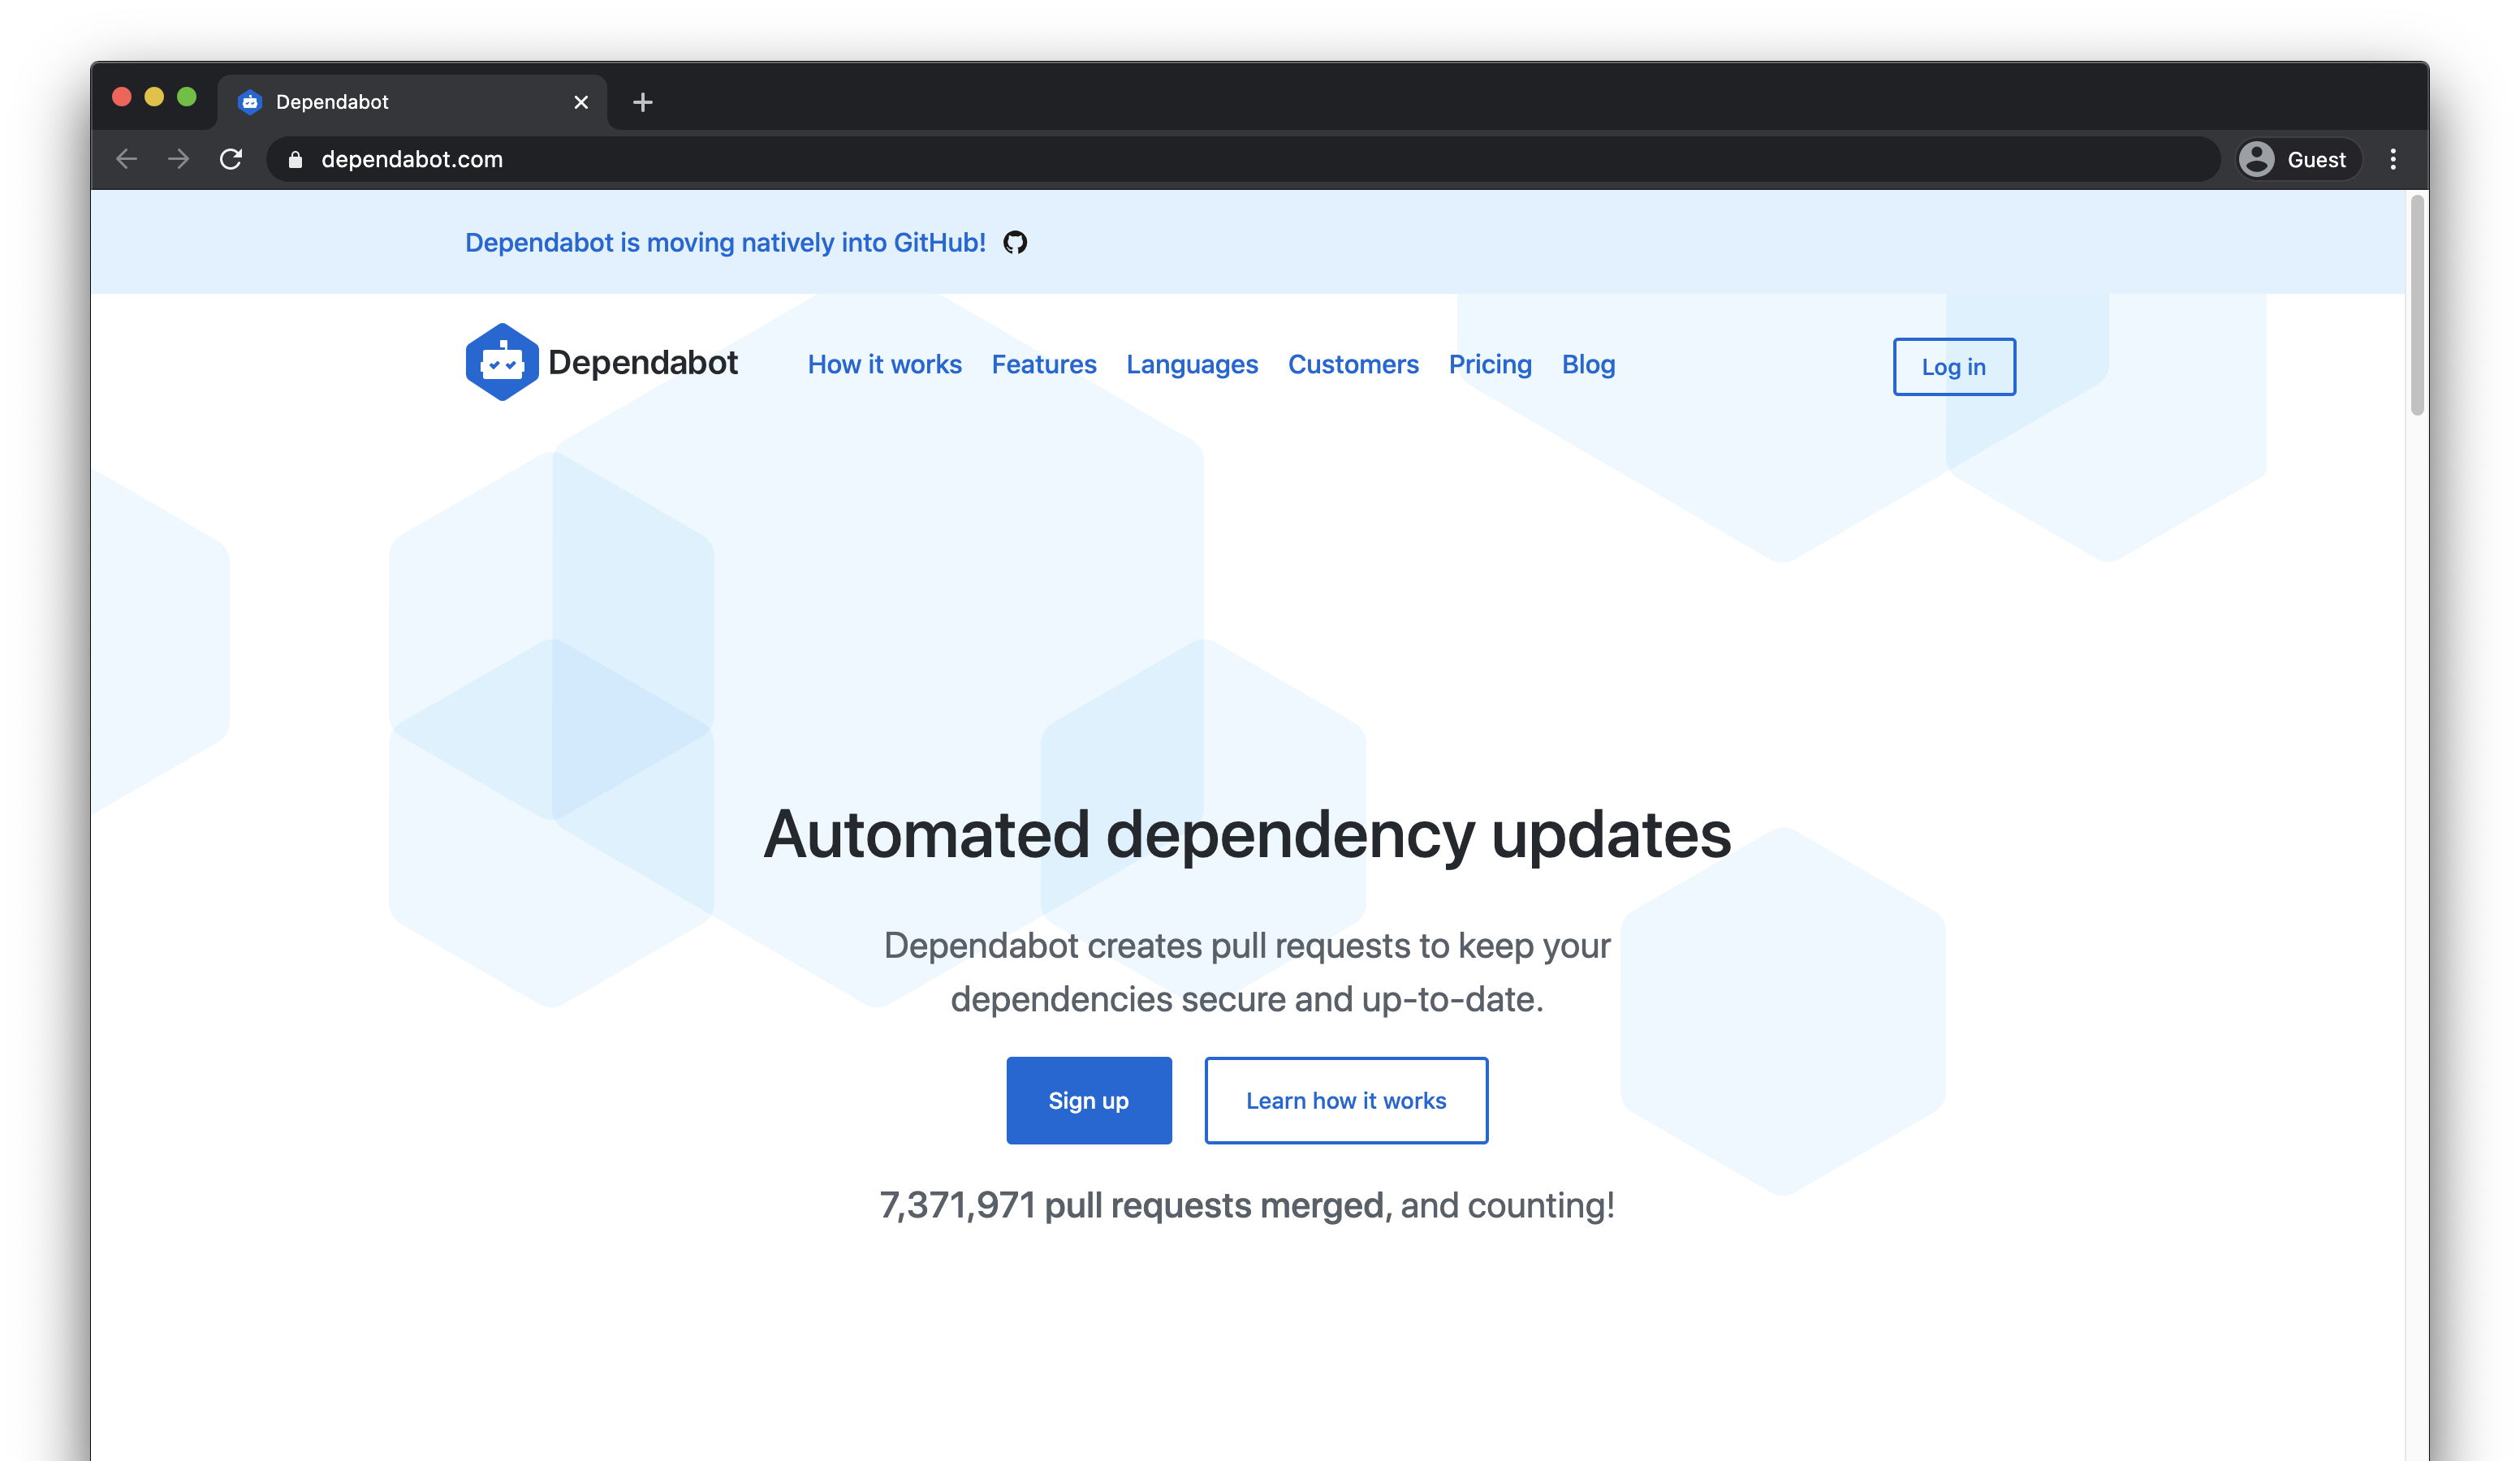 Dependabot
dependabot.com
Guest
Dependabot is moving natively into GitHub!
Dependabot How it works Features Languages Customers Pricing Blog Log in
Automated dependency updates
Dependabot creates pull requests to keep your
dependencies secure and up-to-date.
Sign up Learn how it works
7,371,971 pull requests merged, and counting!